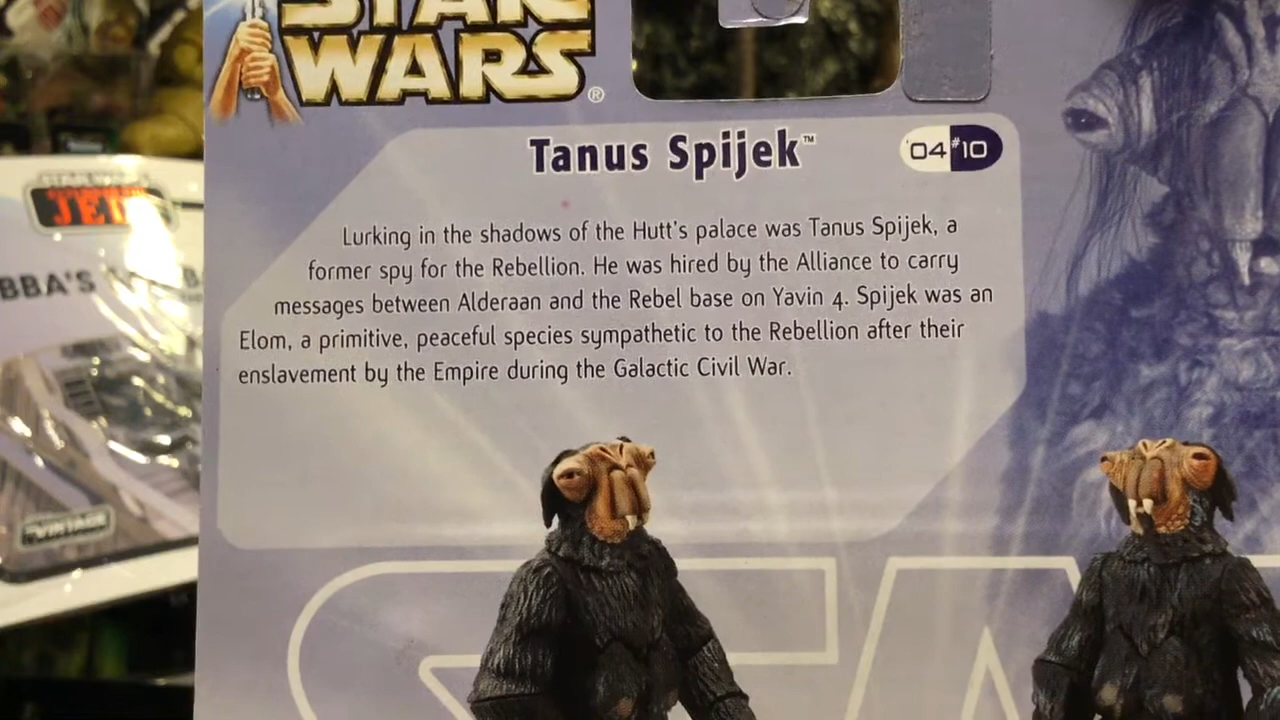 STAR
WARS®
Tanus Spijek™
'04 #10
Lurking in the shadows of the Hutt's palace was Tanus Spijek, a
former spy for the Rebellion. He was hired by the Alliance to carry
messages between Alderaan and the Rebel base on Yavin 4. Spijek was an
Elom, a primitive, peaceful species sympathetic to the Rebellion after their
enslavement by the Empire during the Galactic Civil War.
STAR WARS
JEDI
BBA'S
VINTAGE